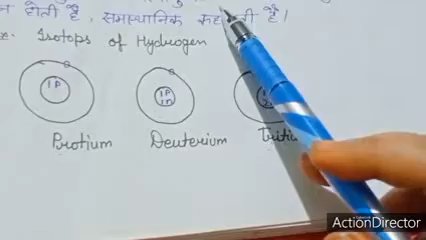 होती है, समस्थानिक कहलाती है।
Isotops of Hydrogen
1P
1P
1n
Protium Deuterium
ActionDirector